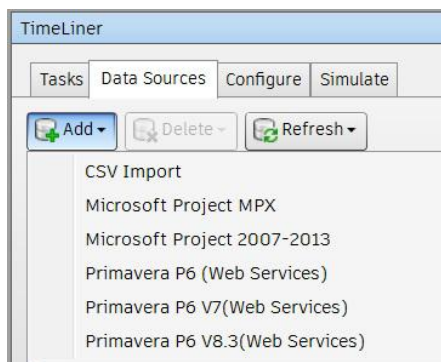 TimeLiner
Tasks Data Sources Configure Simulate
Add Delete Refresh
CSV Import
Microsoft Project MPX
Microsoft Project 2007-2013
Primavera P6 (Web Services)
Primavera P6 V7(Web Services)
Primavera P6 V8.3(Web Services)